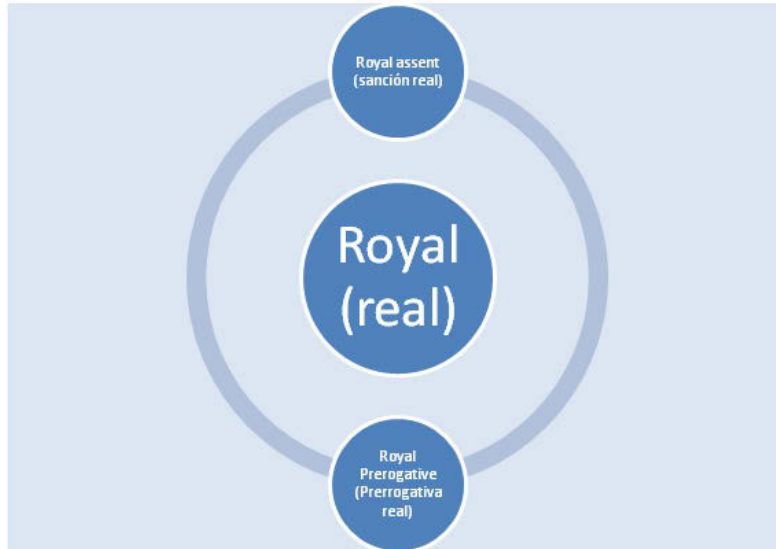 Royal assent
(sanción real)
Royal
(real)
Royal
Prerogative
(Prerrogativa
real)